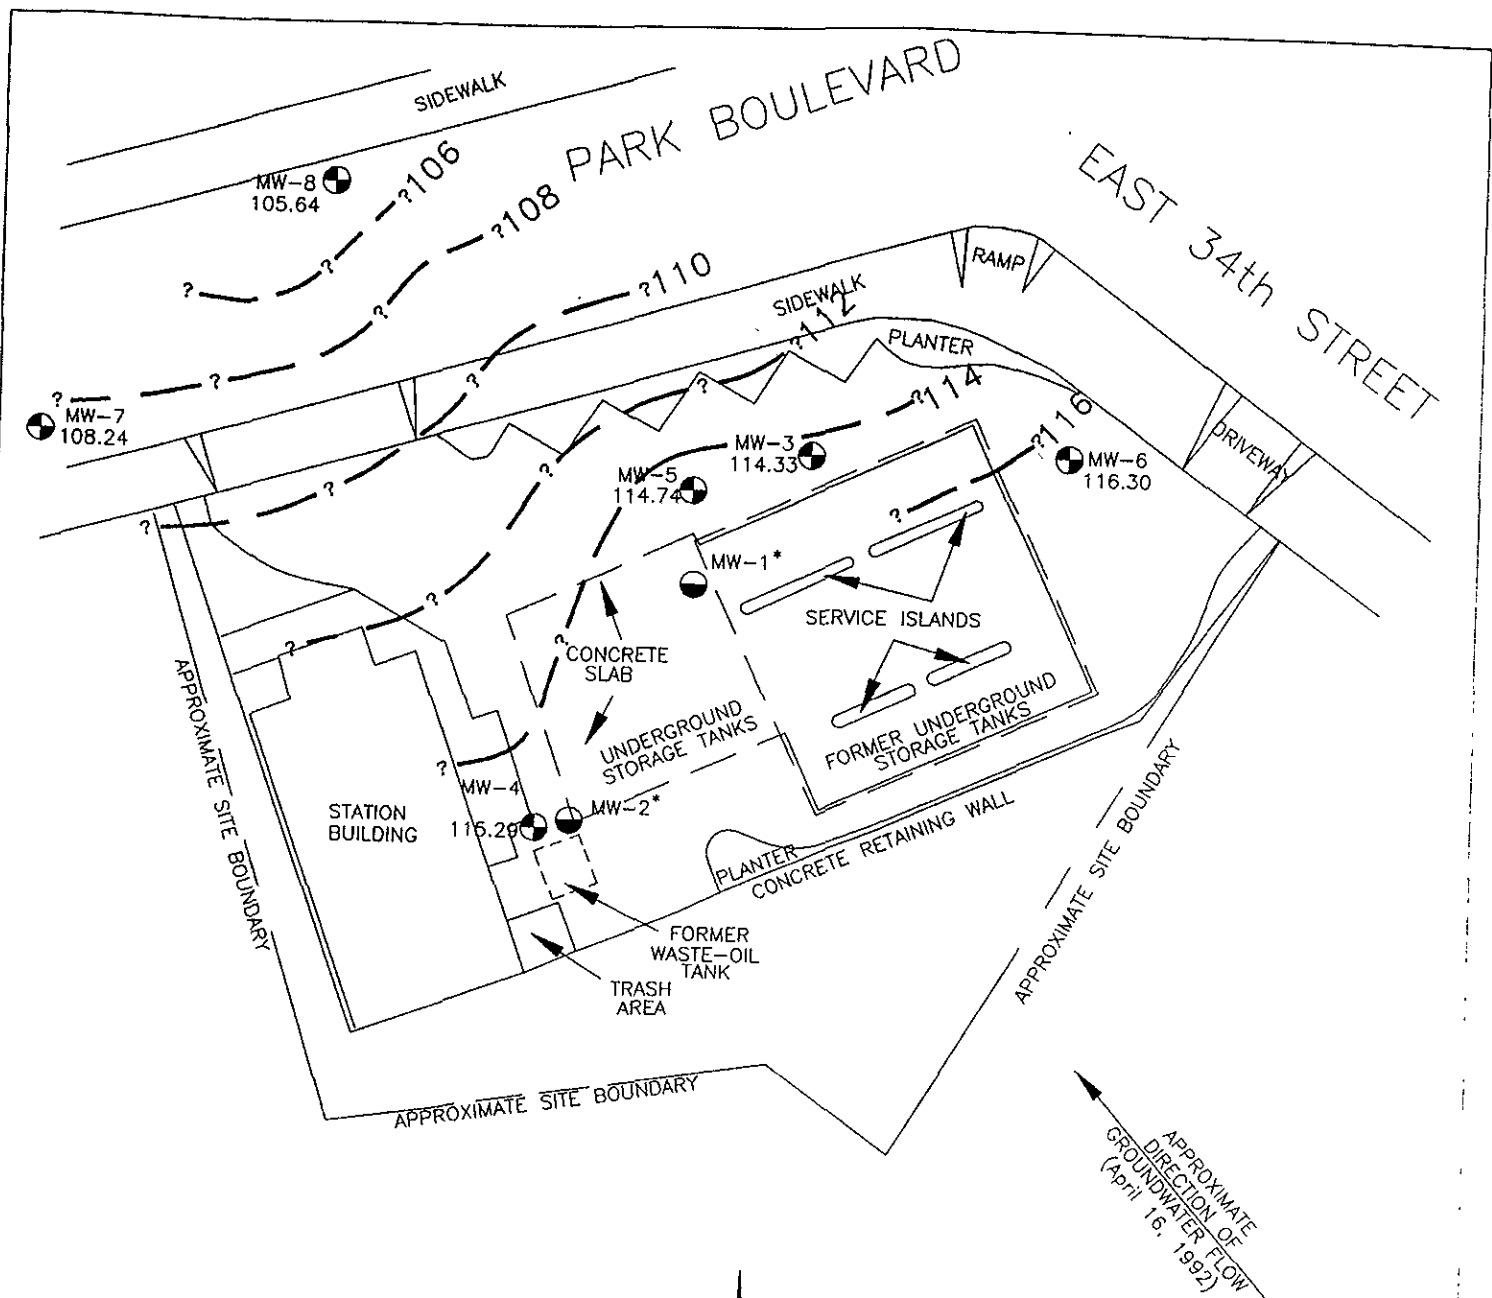 SIDEWALK
PARK BOULEVARD
EAST 34th STREET
MW-8
105.64
?106
?
?
?108
?
?
?
?110
?
?
?
SIDEWALK
RAMP
?112
?
?
?
?
PLANTER
?114
?
?
?116
?
MW-7
108.24
MW-3
114.33
MW-5
114.74
MW-6
116.30
DRIVEWAY
MW-1*
SERVICE ISLANDS
CONCRETE
SLAB
UNDERGROUND
STORAGE TANKS
FORMER UNDERGROUND
STORAGE TANKS
APPROXIMATE SITE BOUNDARY
MW-4
115.29
MW-2*
STATION
BUILDING
PLANTER
CONCRETE RETAINING WALL
FORMER
WASTE-OIL
TANK
TRASH
AREA
APPROXIMATE SITE BOUNDARY
APPROXIMATE SITE BOUNDARY
APPROXIMATE
DIRECTION OF
GROUNDWATER FLOW
(April 16, 1992)